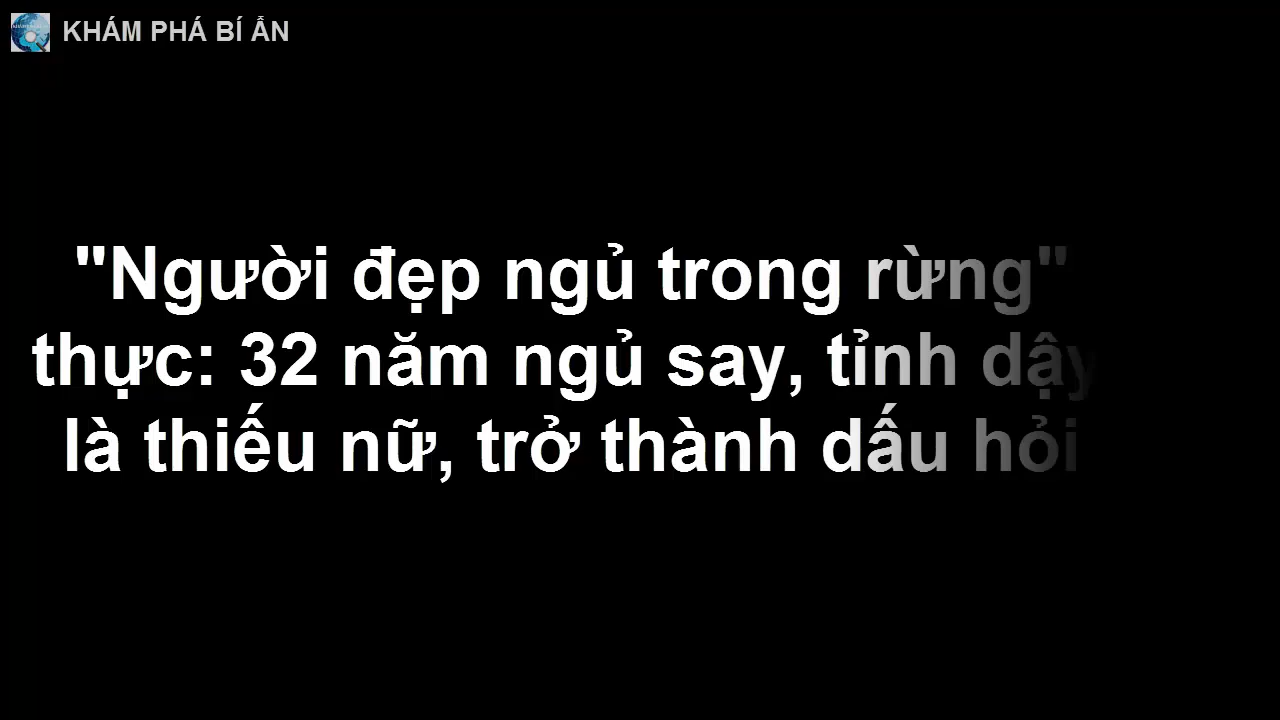 KHÁM PHÁ BÍ ẨN
"Người đẹp ngủ trong rừng"
thực: 32 năm ngủ say, tỉnh dậy
là thiếu nữ, trở thành dấu hỏi